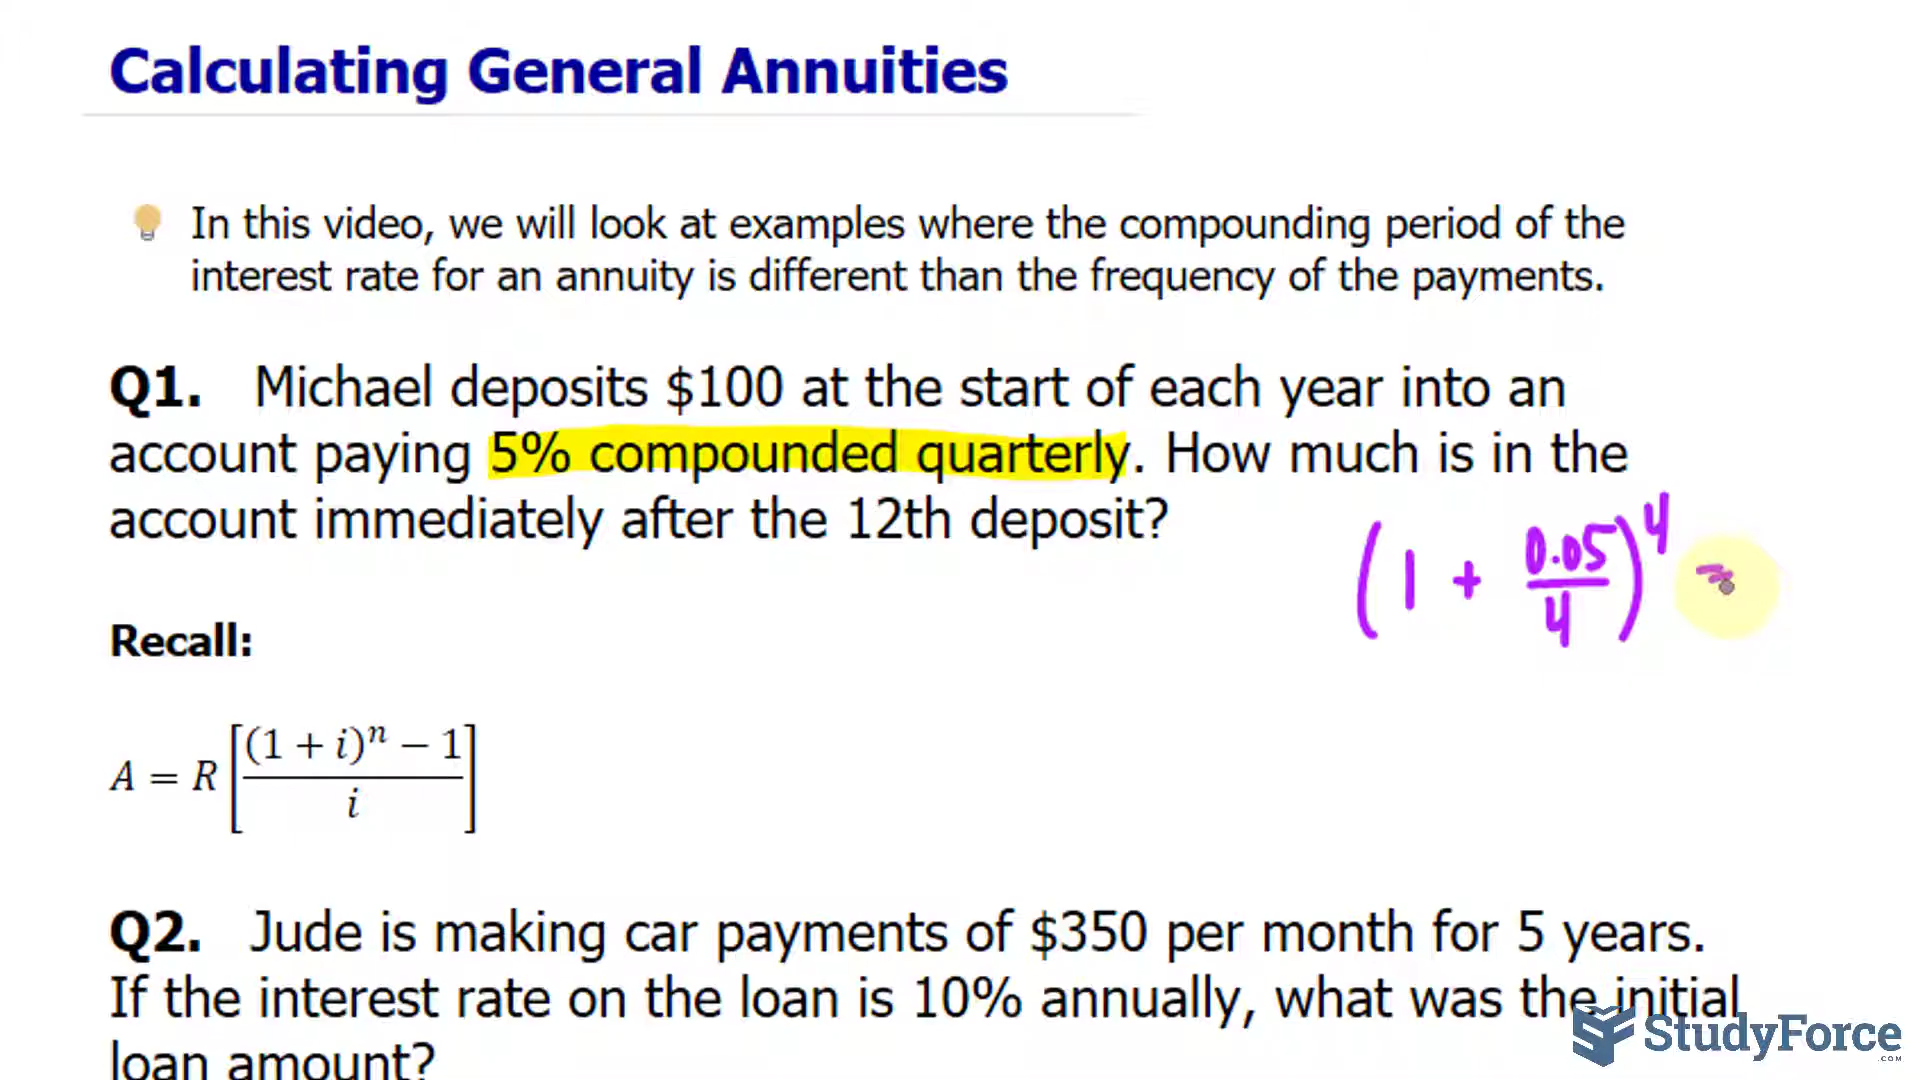 Calculating General Annuities
In this video, we will look at examples where the compounding period of the
interest rate for an annuity is different than the frequency of the payments.
Q1. Michael deposits $100 at the start of each year into an
account paying 5% compounded quarterly. How much is in the
account immediately after the 12th deposit?
(1 + 0.05/4)^4 =
Recall:
A = R [((1 + i)^n − 1)/i]
Q2. Jude is making car payments of $350 per month for 5 years.
If the interest rate on the loan is 10% annually, what was the initial
loan amount?
StudyForce
.COM